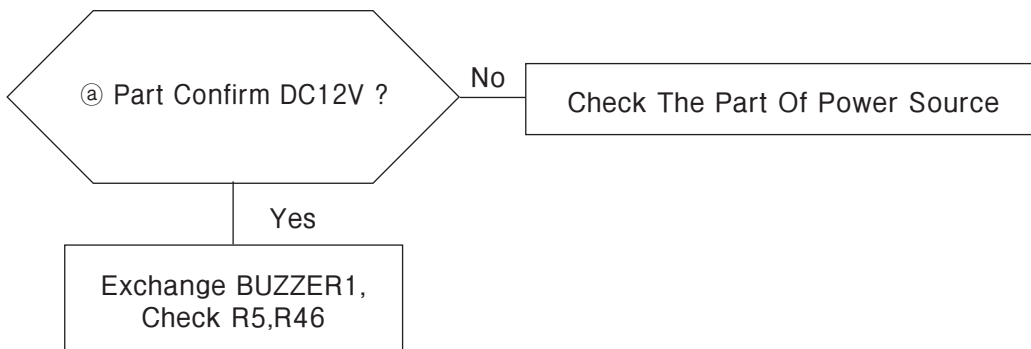 ⓐ Part Confirm DC12V ?
No
Check The Part Of Power Source
Yes
Exchange BUZZER1,
Check R5,R46